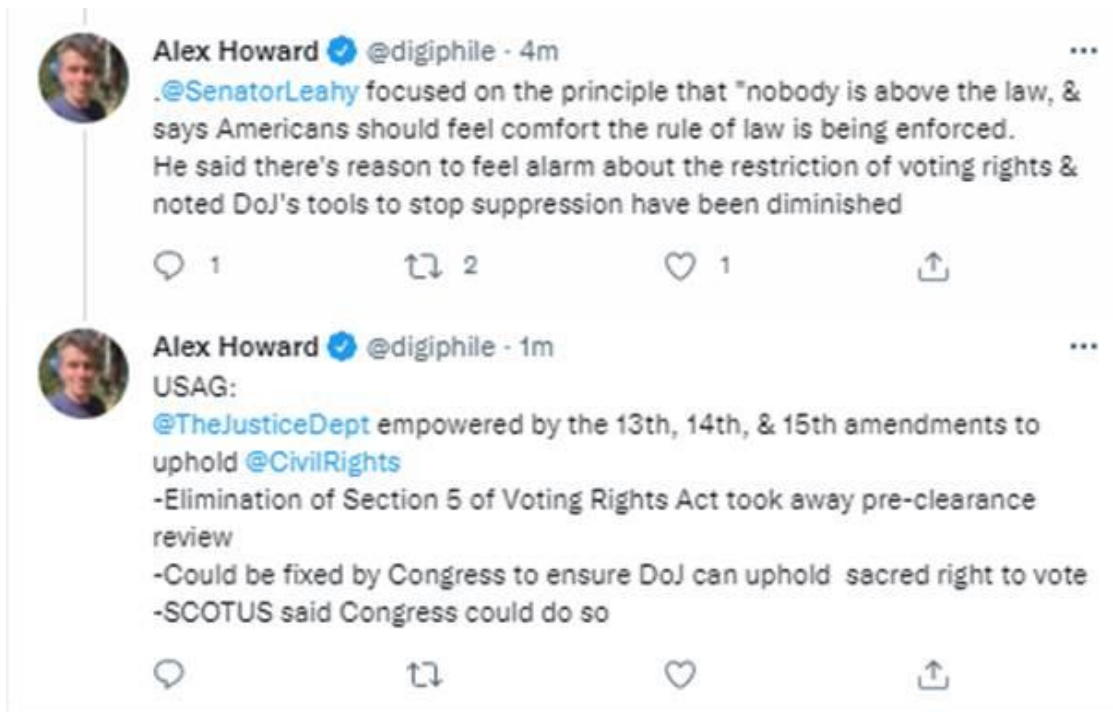 Alex Howard @digiphile · 4m
.@SenatorLeahy focused on the principle that "nobody is above the law, &
says Americans should feel comfort the rule of law is being enforced.
He said there's reason to feel alarm about the restriction of voting rights &
noted DoJ's tools to stop suppression have been diminished
1 2 1
Alex Howard @digiphile · 1m
USAG:
@TheJusticeDept empowered by the 13th, 14th, & 15th amendments to
uphold @CivilRights
-Elimination of Section 5 of Voting Rights Act took away pre-clearance
review
-Could be fixed by Congress to ensure DoJ can uphold sacred right to vote
-SCOTUS said Congress could do so